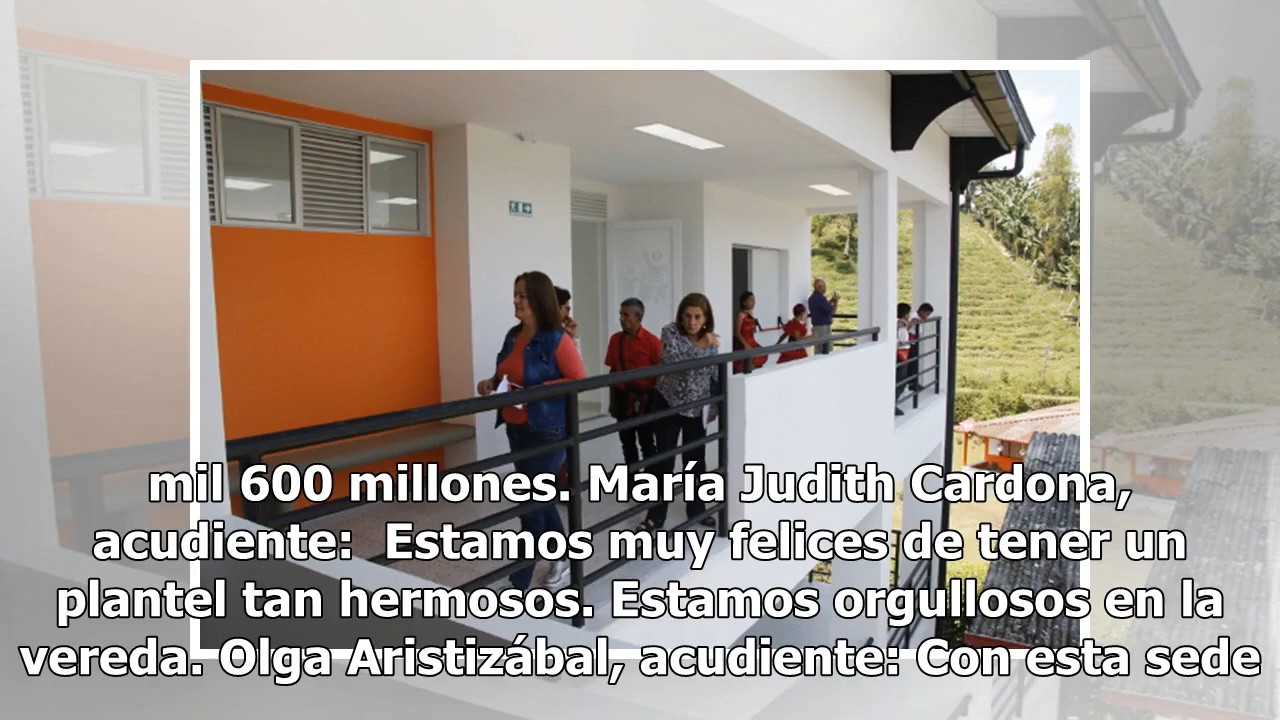 mil 600 millones. María Judith Cardona,
acudiente:  Estamos muy felices de tener un
plantel tan hermosos. Estamos orgullosos en la
vereda. Olga Aristizábal, acudiente: Con esta sede